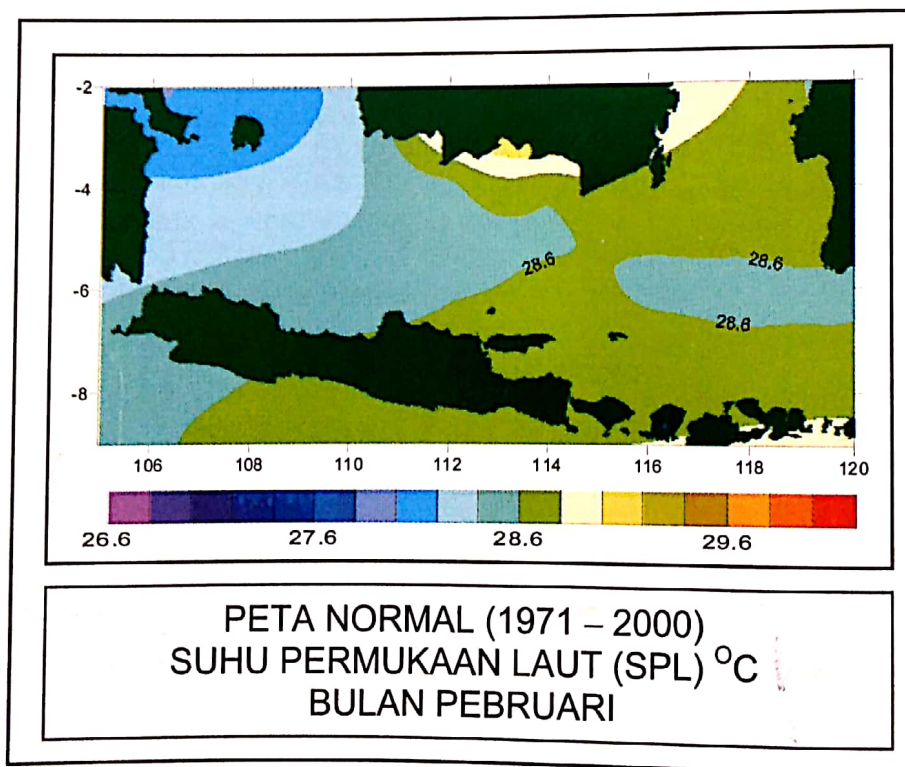 -2
-4
-6
-8
28.6
28.6
28.6
106 108 110 112 114 116 118 120
26.6 27.6 28.6 29.6
PETA NORMAL (1971 – 2000)
SUHU PERMUKAAN LAUT (SPL) ºC
BULAN PEBRUARI